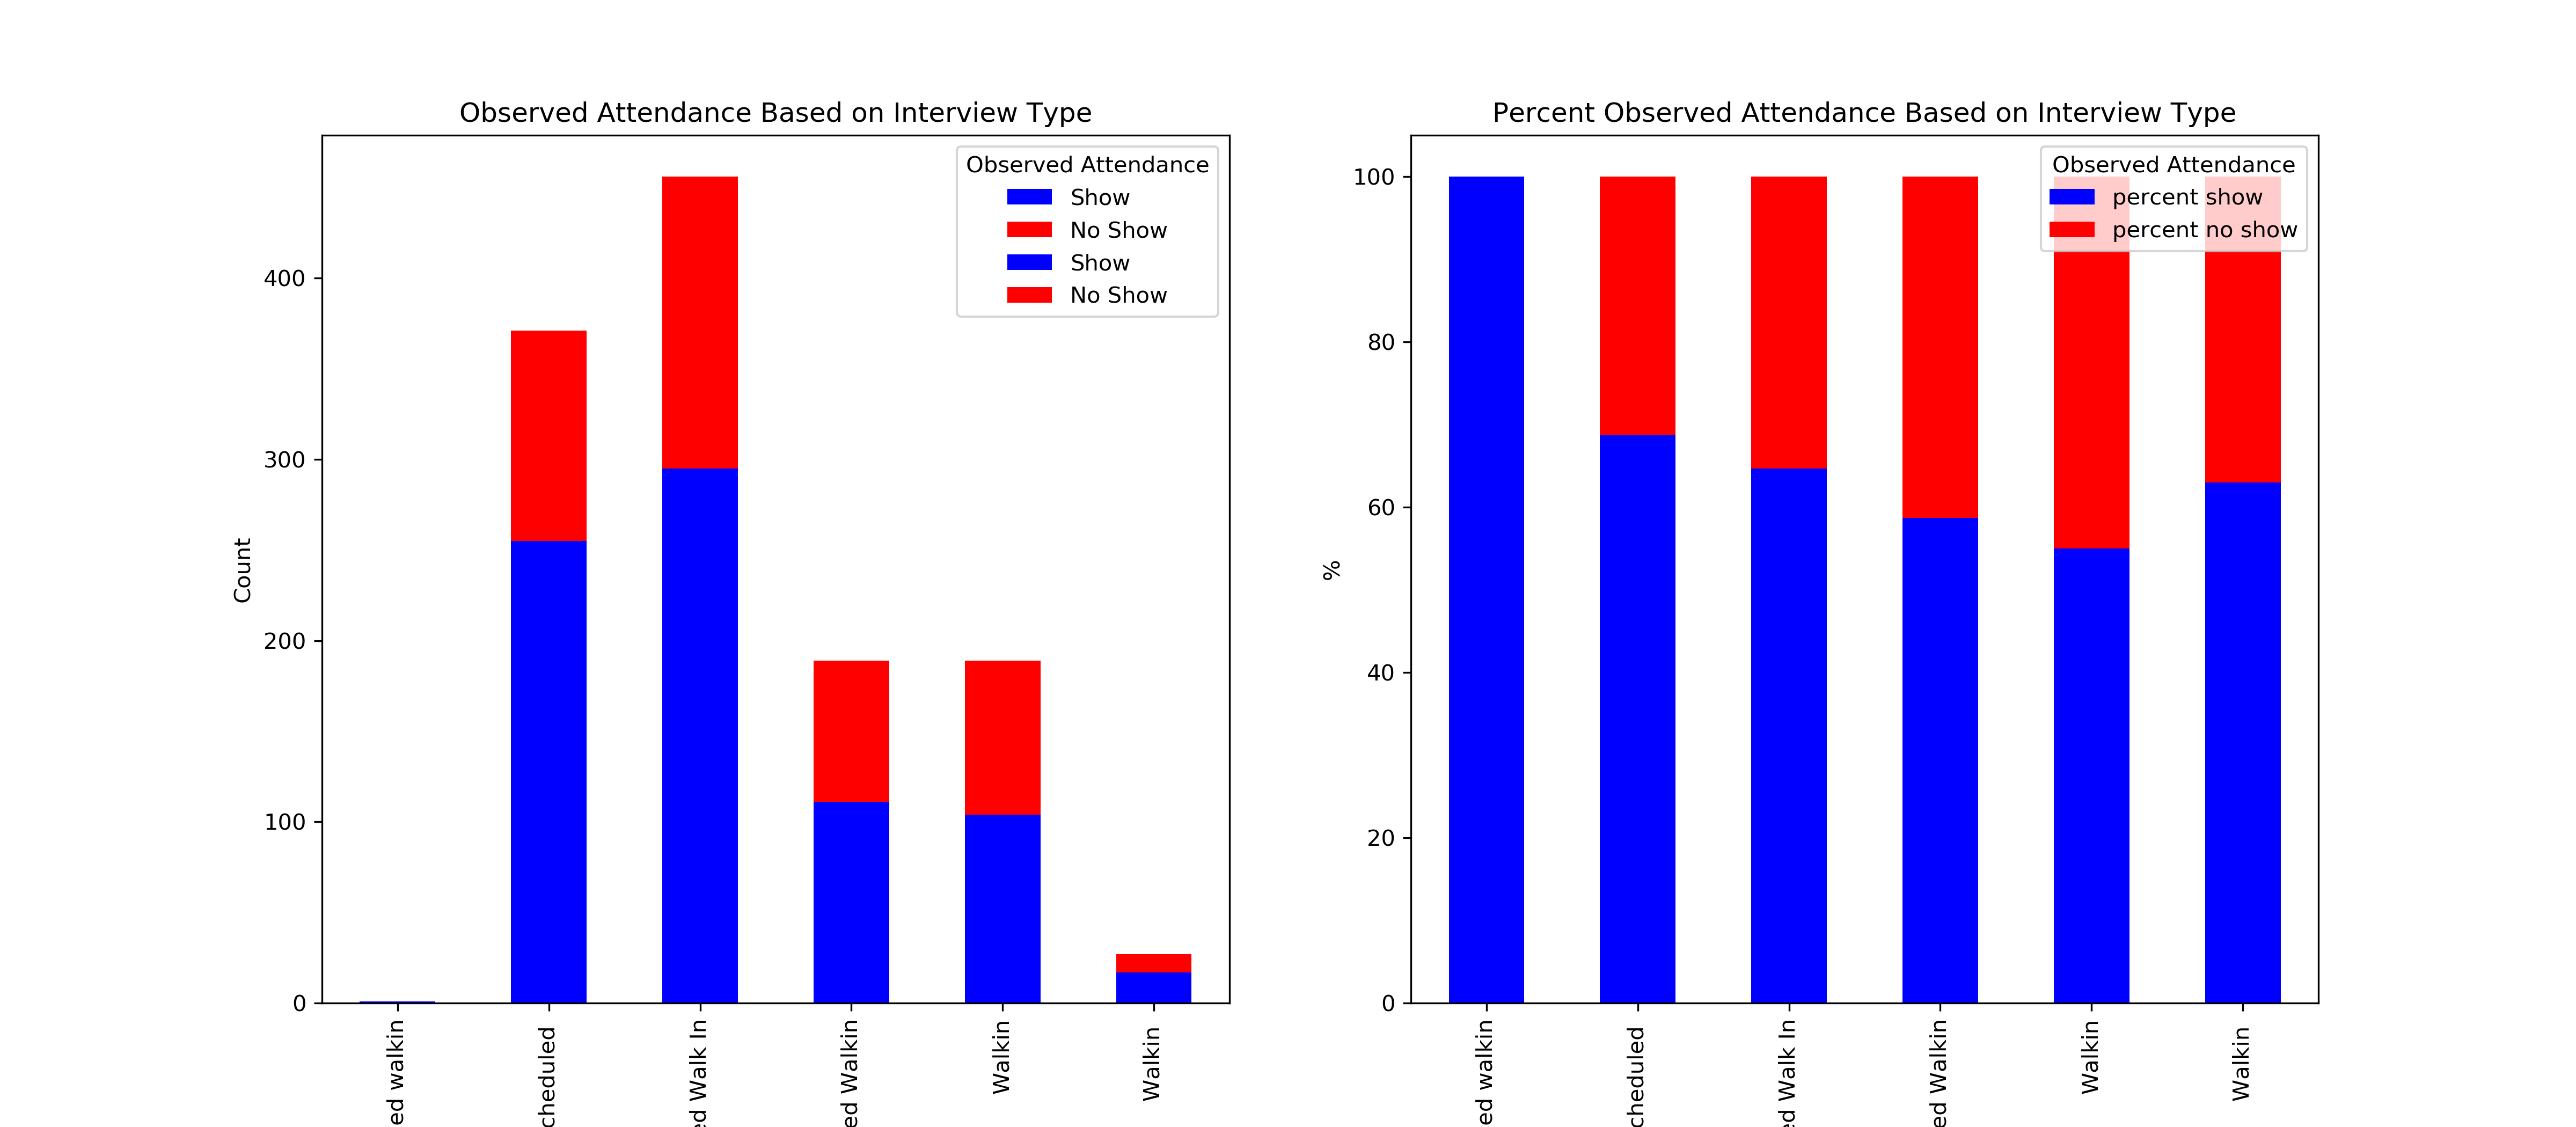 Observed Attendance Based on Interview Type
Observed Attendance
Show
No Show
Show
No Show
Count
400
300
200
100
0
ed walkin
cheduled
ed Walk In
ed Walkin
Walkin
Walkin
Percent Observed Attendance Based on Interview Type
Observed Attendance
percent show
percent no show
%
100
80
60
40
20
0
ed walkin
cheduled
ed Walk In
ed Walkin
Walkin
Walkin